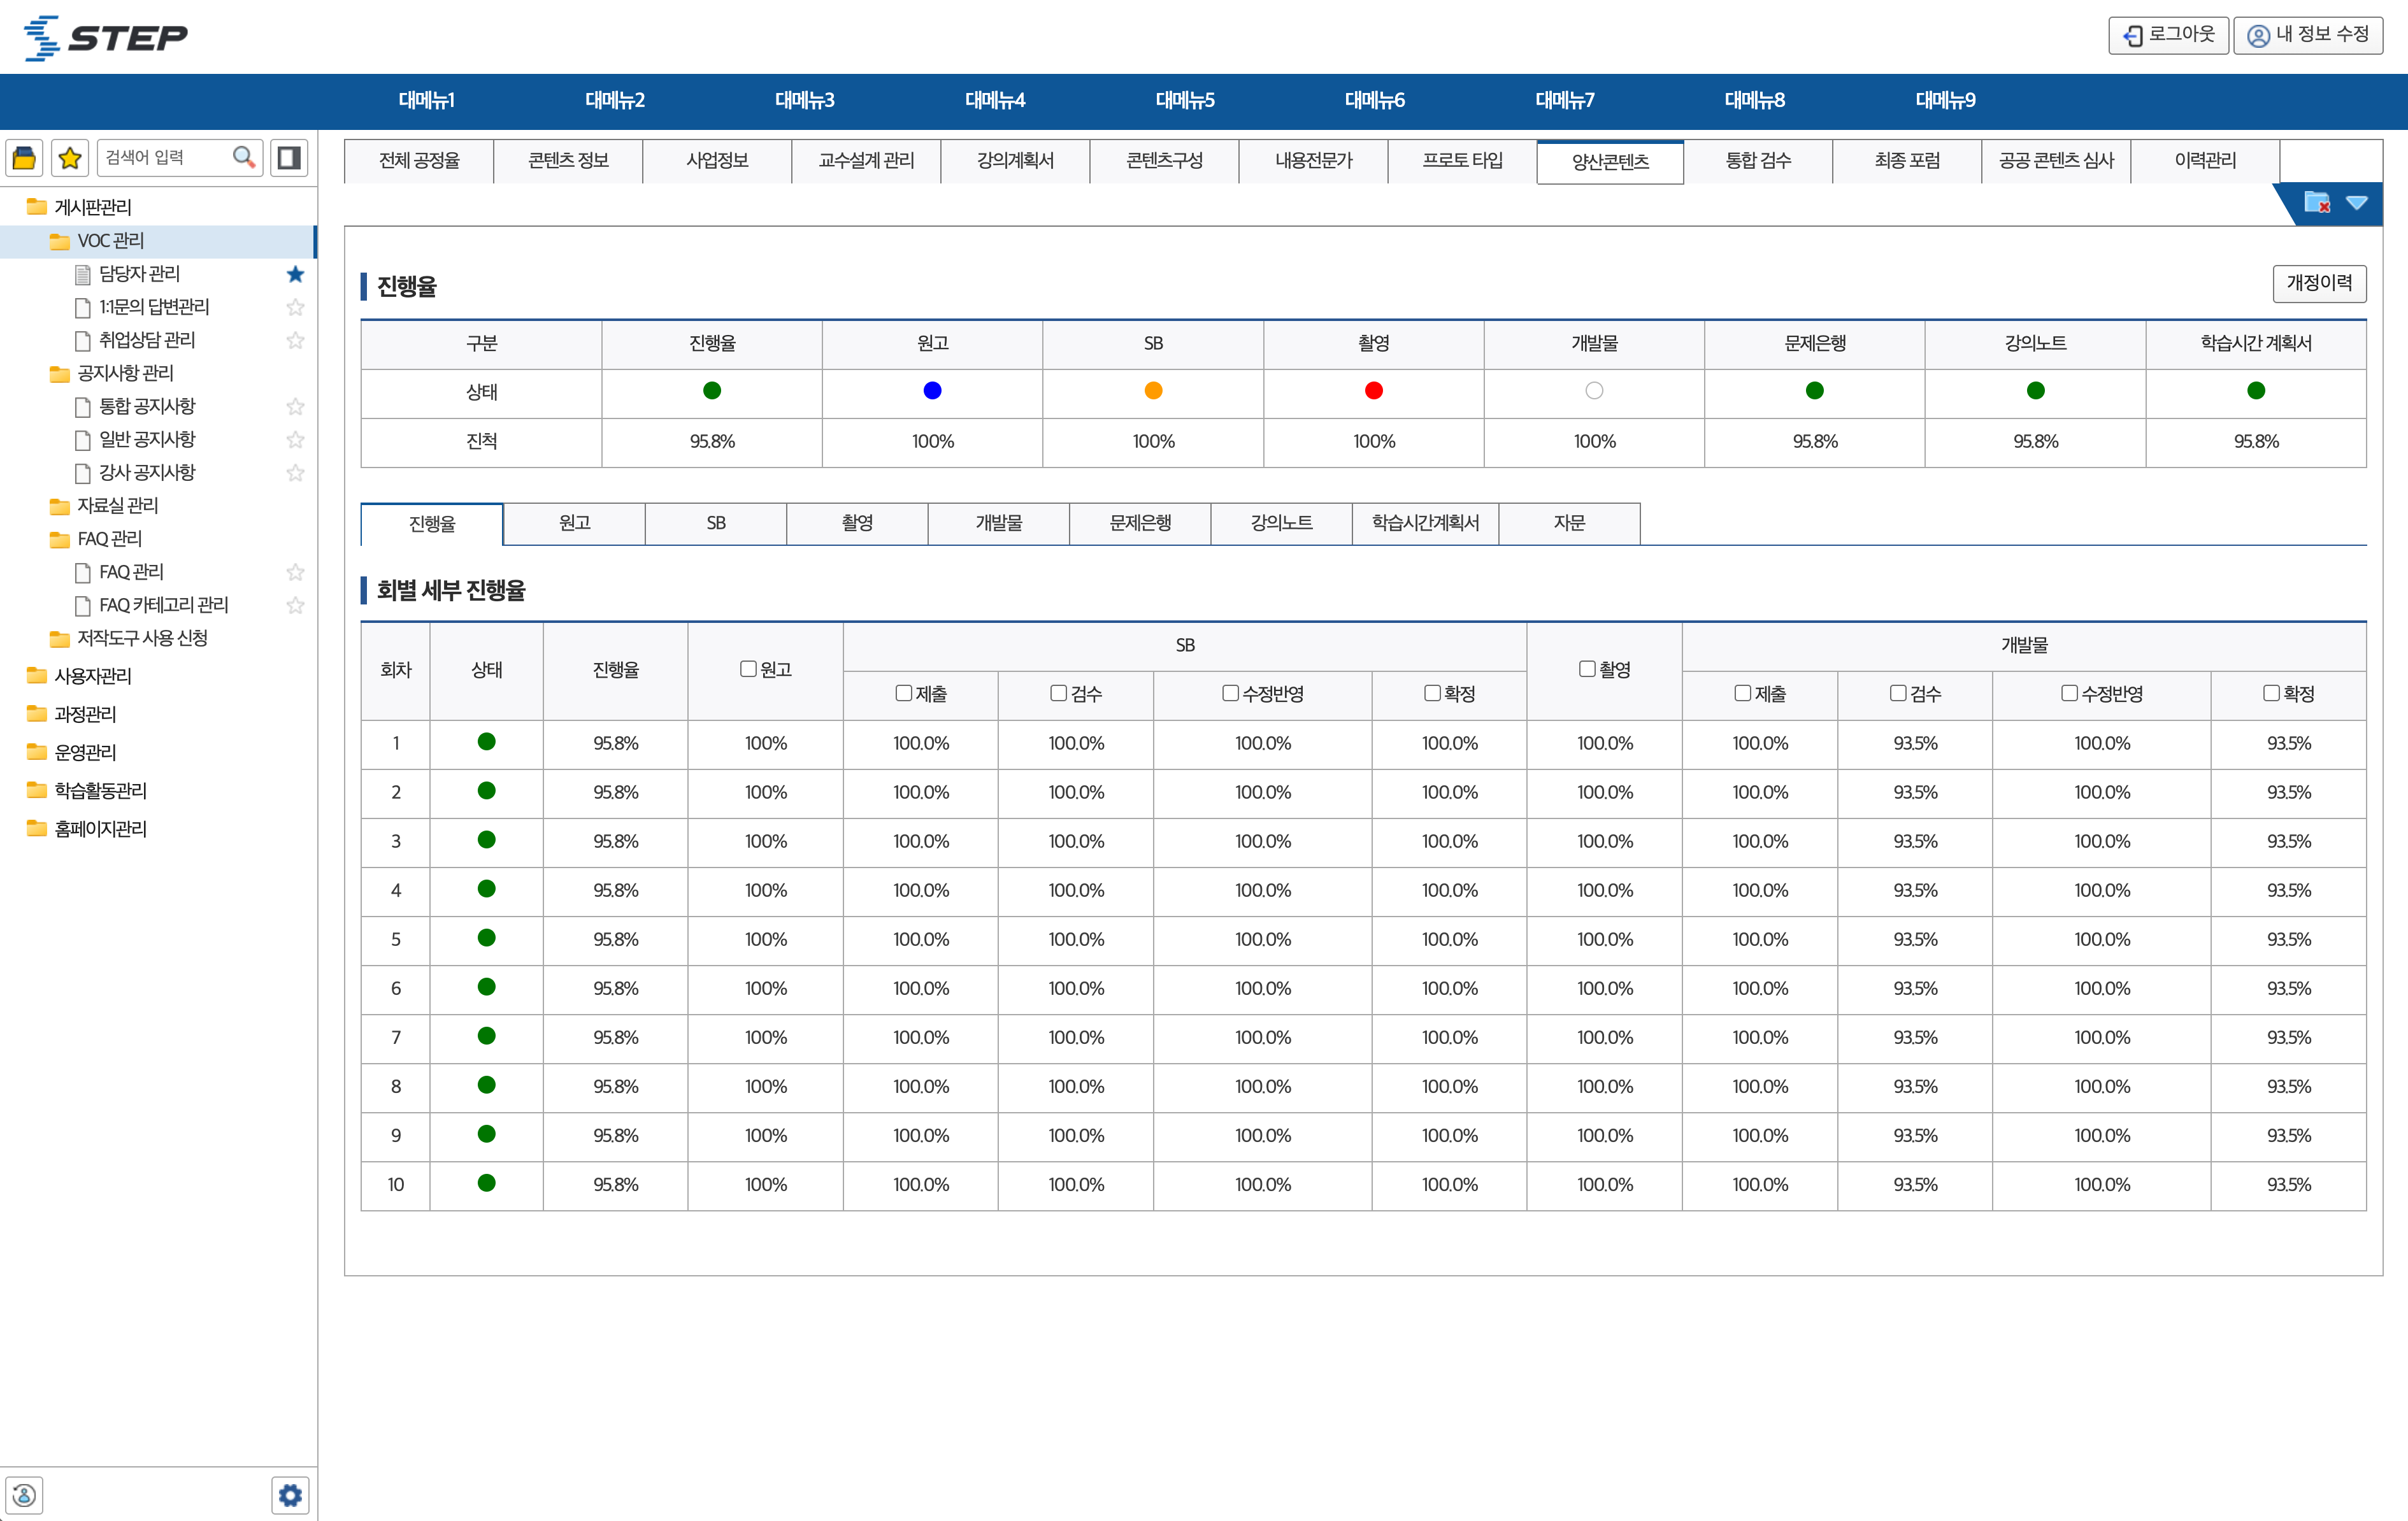 STEP
로그아웃 내 정보 수정
대메뉴1 대메뉴2 대메뉴3 대메뉴4 대메뉴5 대메뉴6 대메뉴7 대메뉴8 대메뉴9
검색어 입력
게시판관리
VOC 관리
담당자 관리
1:1문의 답변관리
취업상담 관리
공지사항 관리
통합 공지사항
일반 공지사항
강사 공지사항
자료실 관리
FAQ 관리
FAQ 관리
FAQ 카테고리 관리
저작도구 사용 신청
사용자관리
과정관리
운영관리
학습활동관리
홈페이지관리
전체 공정율 콘텐츠 정보 사업정보 교수설계 관리 강의계획서 콘텐츠구성 내용전문가 프로토 타입 양산콘텐츠 통합 검수 최종 포럼 공공 콘텐츠 심사 이력관리
진행율
개정이력
구분 진행율 원고 SB 촬영 개발물 문제은행 강의노트 학습시간 계획서
상태
진척 95.8% 100% 100% 100% 100% 95.8% 95.8% 95.8%
진행율 원고 SB 촬영 개발물 문제은행 강의노트 학습시간계획서 자문
회별 세부 진행율
회차 상태 진행율 원고 SB 촬영 개발물
제출 검수 수정반영 확정 제출 검수 수정반영 확정
1 95.8% 100% 100.0% 100.0% 100.0% 100.0% 100.0% 100.0% 93.5% 100.0% 93.5%
2 95.8% 100% 100.0% 100.0% 100.0% 100.0% 100.0% 100.0% 93.5% 100.0% 93.5%
3 95.8% 100% 100.0% 100.0% 100.0% 100.0% 100.0% 100.0% 93.5% 100.0% 93.5%
4 95.8% 100% 100.0% 100.0% 100.0% 100.0% 100.0% 100.0% 93.5% 100.0% 93.5%
5 95.8% 100% 100.0% 100.0% 100.0% 100.0% 100.0% 100.0% 93.5% 100.0% 93.5%
6 95.8% 100% 100.0% 100.0% 100.0% 100.0% 100.0% 100.0% 93.5% 100.0% 93.5%
7 95.8% 100% 100.0% 100.0% 100.0% 100.0% 100.0% 100.0% 93.5% 100.0% 93.5%
8 95.8% 100% 100.0% 100.0% 100.0% 100.0% 100.0% 100.0% 93.5% 100.0% 93.5%
9 95.8% 100% 100.0% 100.0% 100.0% 100.0% 100.0% 100.0% 93.5% 100.0% 93.5%
10 95.8% 100% 100.0% 100.0% 100.0% 100.0% 100.0% 100.0% 93.5% 100.0% 93.5%